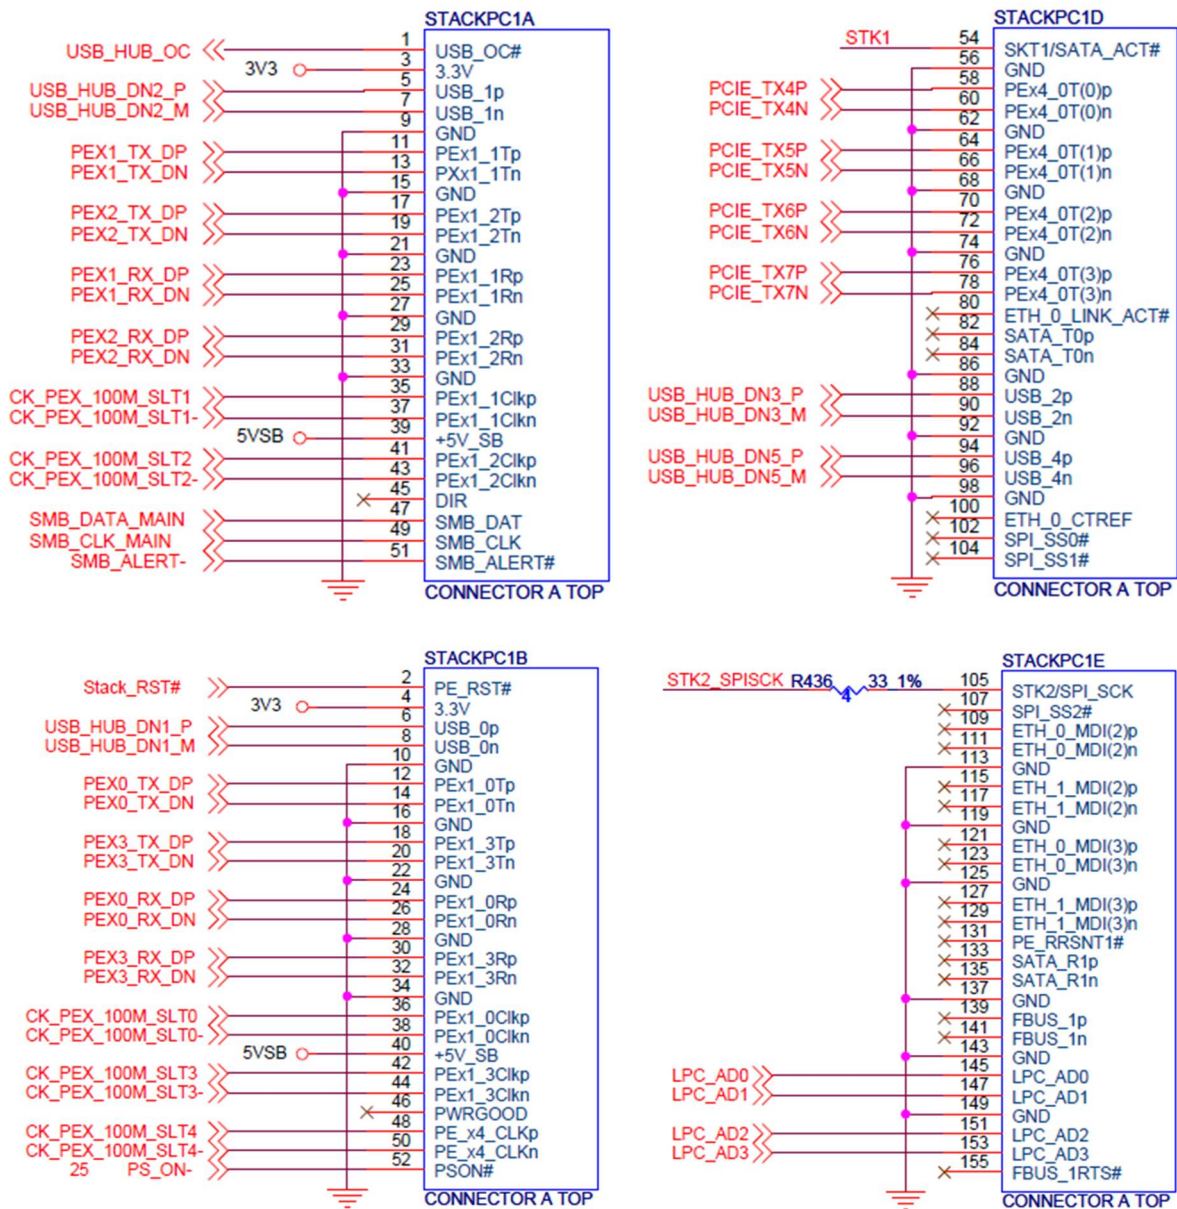 STACKPC1A
USB_HUB_OC 1 USB_OC#
3V3 3 3.3V
USB_HUB_DN2_P 5 USB_1p
USB_HUB_DN2_M 7 USB_1n
9 GND
PEX1_TX_DP 11 PEx1_1Tp
PEX1_TX_DN 13 PXx1_1Tn
15 GND
PEX2_TX_DP 17 PEx1_2Tp
PEX2_TX_DN 19 PEx1_2Tn
21 GND
PEX1_RX_DP 23 PEx1_1Rp
PEX1_RX_DN 25 PEx1_1Rn
27 GND
PEX2_RX_DP 29 PEx1_2Rp
PEX2_RX_DN 31 PEx1_2Rn
33 GND
CK_PEX_100M_SLT1 35 PEx1_1Clkp
CK_PEX_100M_SLT1- 37 PEx1_1Clkn
5VSB 39 +5V_SB
CK_PEX_100M_SLT2 41 PEx1_2Clkp
CK_PEX_100M_SLT2- 43 PEx1_2Clkn
45 DIR
SMB_DATA_MAIN 47 SMB_DAT
SMB_CLK_MAIN 49 SMB_CLK
SMB_ALERT- 51 SMB_ALERT#
CONNECTOR A TOP
STACKPC1D
STK1 54 SKT1/SATA_ACT#
56 GND
PCIE_TX4P 58 PEx4_0T(0)p
PCIE_TX4N 60 PEx4_0T(0)n
62 GND
PCIE_TX5P 64 PEx4_0T(1)p
PCIE_TX5N 66 PEx4_0T(1)n
68 GND
PCIE_TX6P 70 PEx4_0T(2)p
PCIE_TX6N 72 PEx4_0T(2)n
74 GND
PCIE_TX7P 76 PEx4_0T(3)p
PCIE_TX7N 78 PEx4_0T(3)n
80 ETH_0_LINK_ACT#
82 SATA_T0p
84 SATA_T0n
86 GND
USB_HUB_DN3_P 88 USB_2p
USB_HUB_DN3_M 90 USB_2n
92 GND
USB_HUB_DN5_P 94 USB_4p
USB_HUB_DN5_M 96 USB_4n
98 GND
100 ETH_0_CTREF
102 SPI_SS0#
104 SPI_SS1#
CONNECTOR A TOP
STACKPC1B
Stack_RST# 2 PE_RST#
3V3 4 3.3V
USB_HUB_DN1_P 6 USB_0p
USB_HUB_DN1_M 8 USB_0n
10 GND
PEX0_TX_DP 12 PEx1_0Tp
PEX0_TX_DN 14 PEx1_0Tn
16 GND
PEX3_TX_DP 18 PEx1_3Tp
PEX3_TX_DN 20 PEx1_3Tn
22 GND
PEX0_RX_DP 24 PEx1_0Rp
PEX0_RX_DN 26 PEx1_0Rn
28 GND
PEX3_RX_DP 30 PEx1_3Rp
PEX3_RX_DN 32 PEx1_3Rn
34 GND
CK_PEX_100M_SLT0 36 PEx1_0Clkp
CK_PEX_100M_SLT0- 38 PEx1_0Clkn
5VSB 40 +5V_SB
CK_PEX_100M_SLT3 42 PEx1_3Clkp
CK_PEX_100M_SLT3- 44 PEx1_3Clkn
46 PWRGOOD
CK_PEX_100M_SLT4 48 PE_x4_CLKp
CK_PEX_100M_SLT4- 50 PE_x4_CLKn
25 PS_ON- 52 PSON#
CONNECTOR A TOP
STACKPC1E
STK2_SPISCK R436 4 33 1% 105 STK2/SPI_SCK
107 SPI_SS2#
109 ETH_0_MDI(2)p
111 ETH_0_MDI(2)n
113 GND
115 ETH_1_MDI(2)p
117 ETH_1_MDI(2)n
119 GND
121 ETH_0_MDI(3)p
123 ETH_0_MDI(3)n
125 GND
127 ETH_1_MDI(3)p
129 ETH_1_MDI(3)n
131 PE_RRSNT1#
133 SATA_R1p
135 SATA_R1n
137 GND
139 FBUS_1p
141 FBUS_1n
143 GND
LPC_AD0 145 LPC_AD0
LPC_AD1 147 LPC_AD1
149 GND
LPC_AD2 151 LPC_AD2
LPC_AD3 153 LPC_AD3
155 FBUS_1RTS#
CONNECTOR A TOP